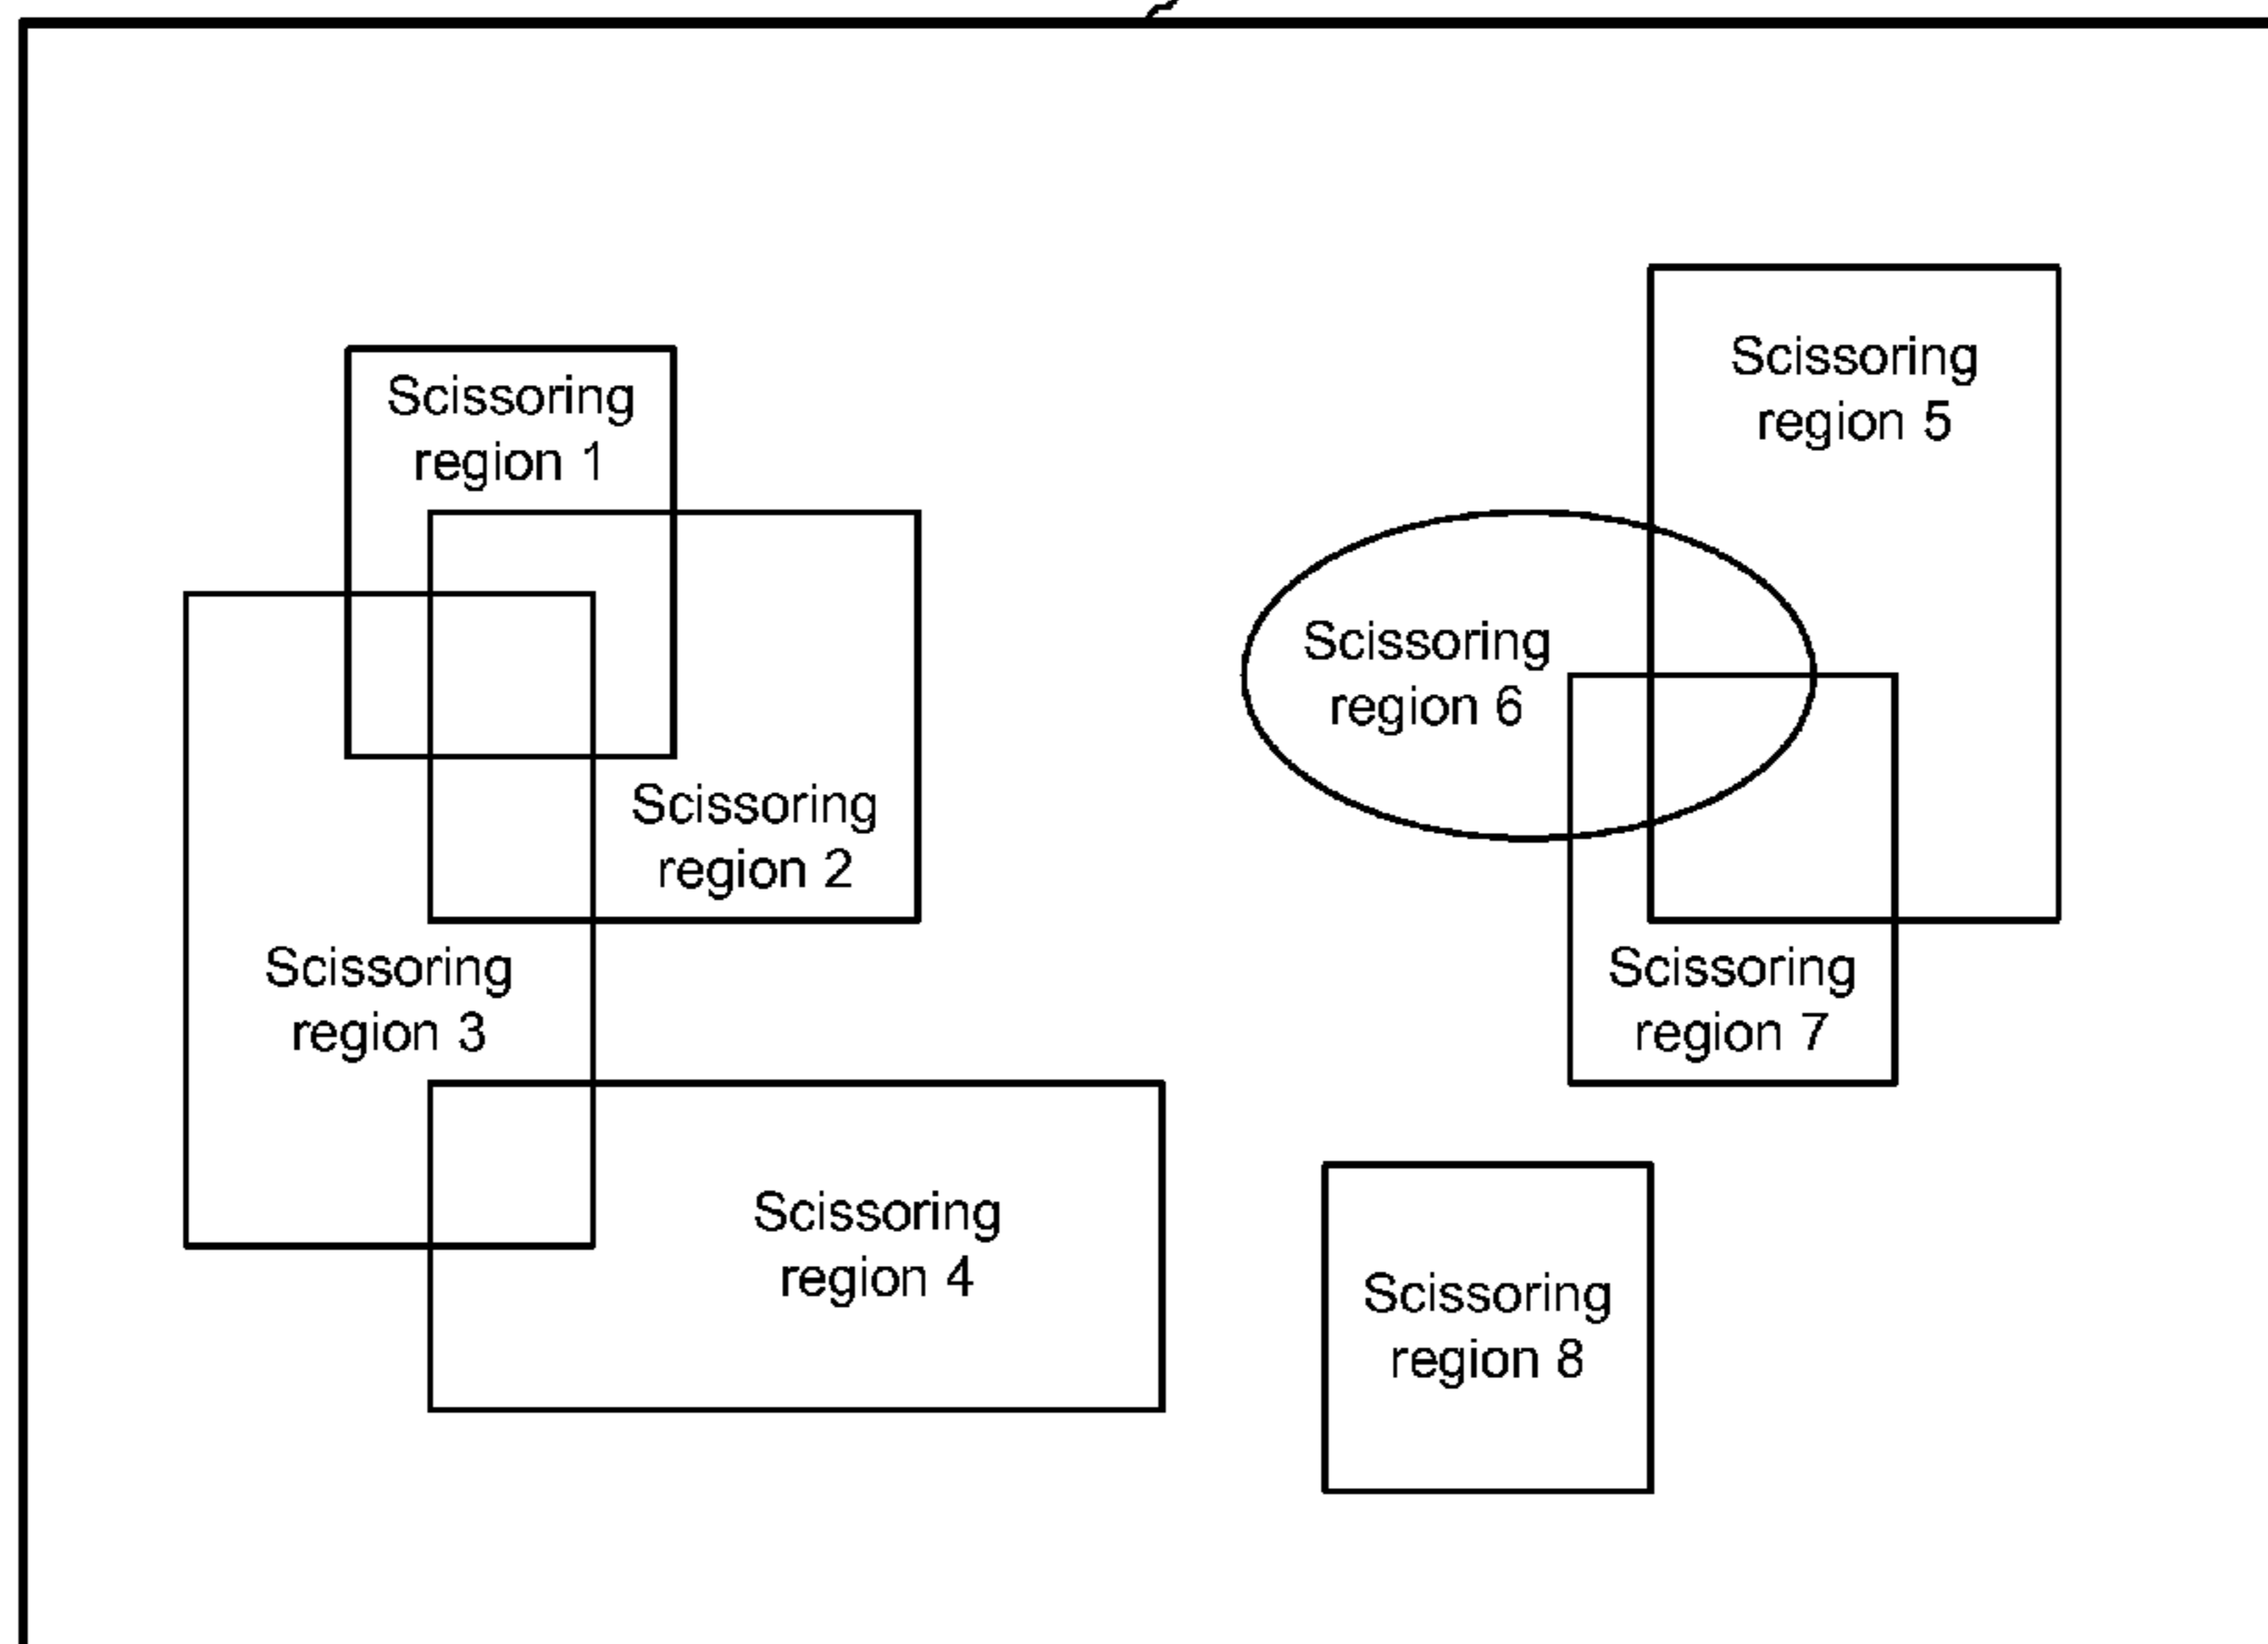 Scissoring
region 1
Scissoring
region 2
Scissoring
region 3
Scissoring
region 4
Scissoring
region 5
Scissoring
region 6
Scissoring
region 7
Scissoring
region 8